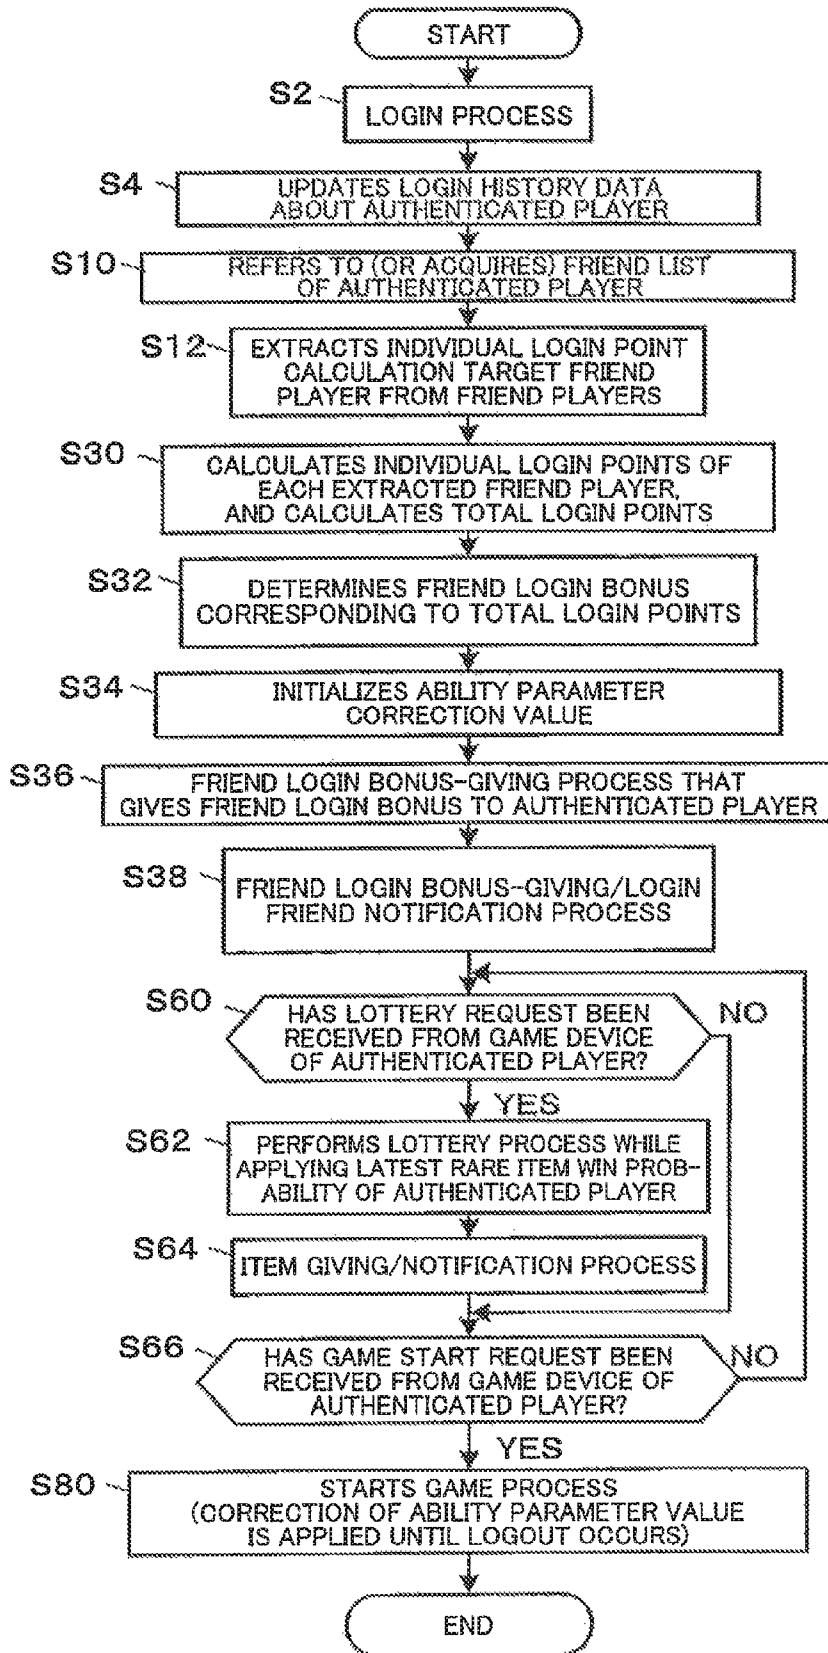 START
S2
LOGIN PROCESS
S4
UPDATES LOGIN HISTORY DATA
ABOUT AUTHENTICATED PLAYER
S10
REFERS TO (OR ACQUIRES) FRIEND LIST
OF AUTHENTICATED PLAYER
S12
EXTRACTS INDIVIDUAL LOGIN POINT
CALCULATION TARGET FRIEND
PLAYER FROM FRIEND PLAYERS
S30
CALCULATES INDIVIDUAL LOGIN POINTS OF
EACH EXTRACTED FRIEND PLAYER,
AND CALCULATES TOTAL LOGIN POINTS
S32
DETERMINES FRIEND LOGIN BONUS
CORRESPONDING TO TOTAL LOGIN POINTS
S34
INITIALIZES ABILITY PARAMETER
CORRECTION VALUE
S36
FRIEND LOGIN BONUS-GIVING PROCESS THAT
GIVES FRIEND LOGIN BONUS TO AUTHENTICATED PLAYER
S38
FRIEND LOGIN BONUS-GIVING/LOGIN
FRIEND NOTIFICATION PROCESS
S60
HAS LOTTERY REQUEST BEEN
RECEIVED FROM GAME DEVICE
OF AUTHENTICATED PLAYER?
NO
YES
S62
PERFORMS LOTTERY PROCESS WHILE
APPLYING LATEST RARE ITEM WIN PROB-
ABILITY OF AUTHENTICATED PLAYER
S64
ITEM GIVING/NOTIFICATION PROCESS
S66
HAS GAME START REQUEST BEEN
RECEIVED FROM GAME DEVICE OF
AUTHENTICATED PLAYER?
NO
YES
S80
STARTS GAME PROCESS
(CORRECTION OF ABILITY PARAMETER VALUE
IS APPLIED UNTIL LOGOUT OCCURS)
END